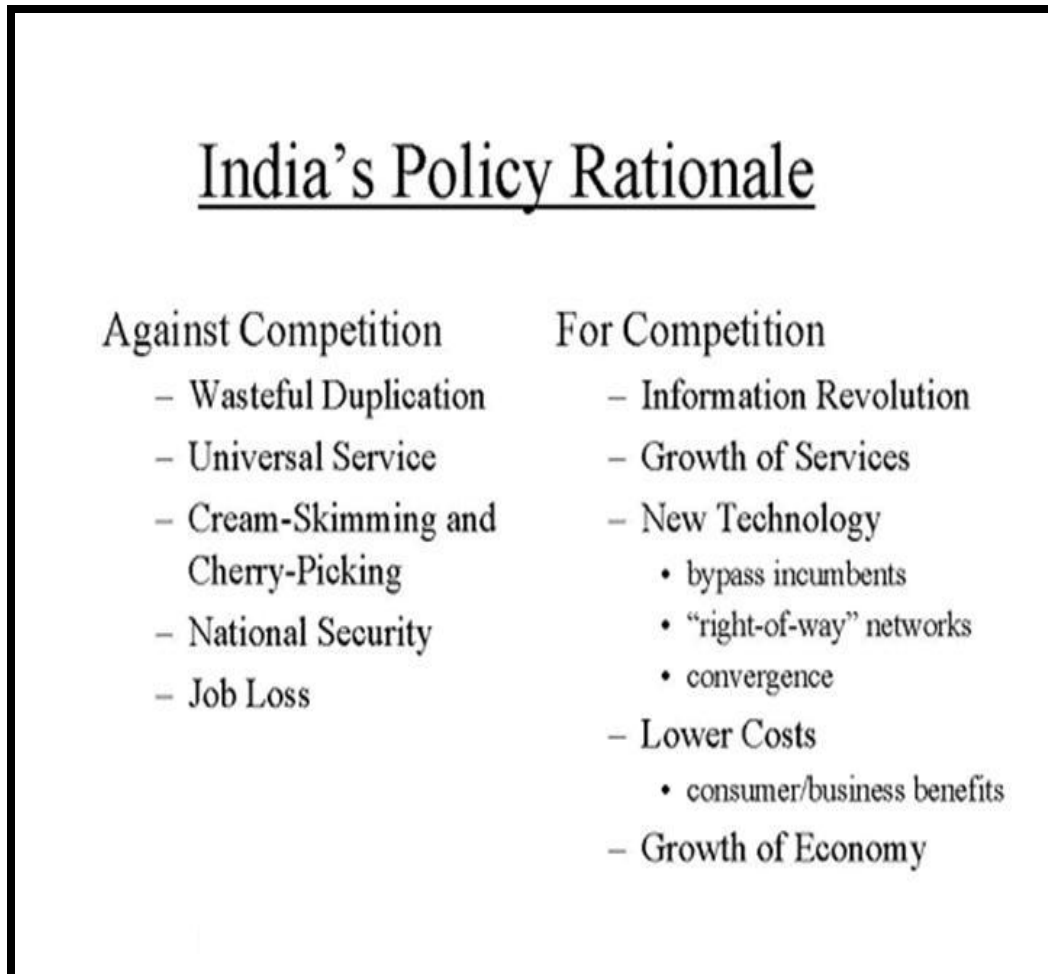 India’s Policy Rationale
Against Competition
– Wasteful Duplication
– Universal Service
– Cream-Skimming and
Cherry-Picking
– National Security
– Job Loss
For Competition
– Information Revolution
– Growth of Services
– New Technology
• bypass incumbents
• “right-of-way” networks
• convergence
– Lower Costs
• consumer/business benefits
– Growth of Economy